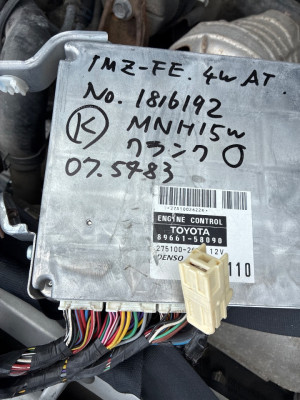 1MZ-FE. 4W AT.
No. 1816192
Ⓚ MNH15W
クランク O
07.5483
ENGINE CONTROL
TOYOTA
89661-58090
12V
DENSO
110